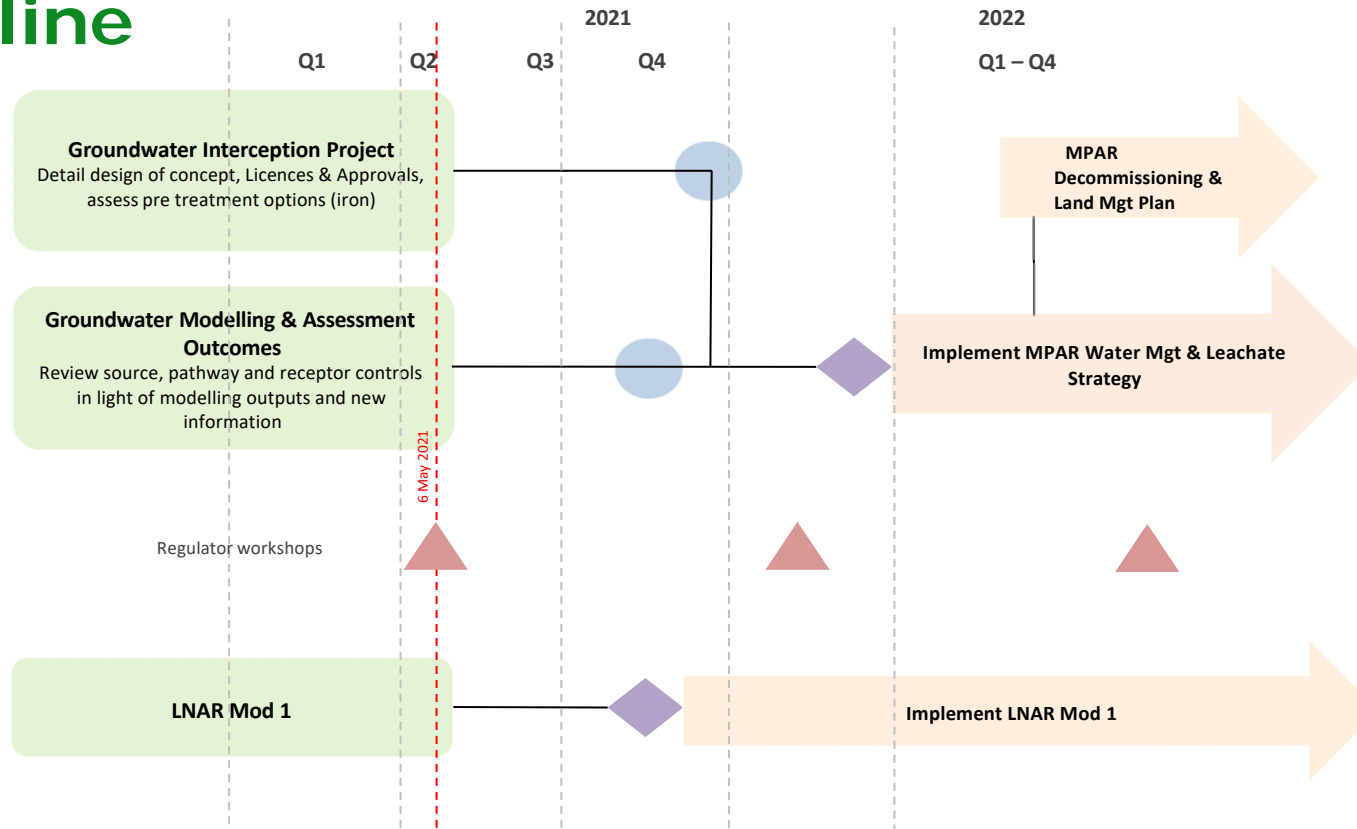 line
2021
2022
Q1
Q2
Q3
Q4
Q1 – Q4
Groundwater Interception Project
Detail design of concept, Licences & Approvals,
assess pre treatment options (iron)
MPAR
Decommissioning &
Land Mgt Plan
Groundwater Modelling & Assessment
Outcomes
Review source, pathway and receptor controls
in light of modelling outputs and new
information
Implement MPAR Water Mgt & Leachate
Strategy
6 May 2021
Regulator workshops
LNAR Mod 1
Implement LNAR Mod 1